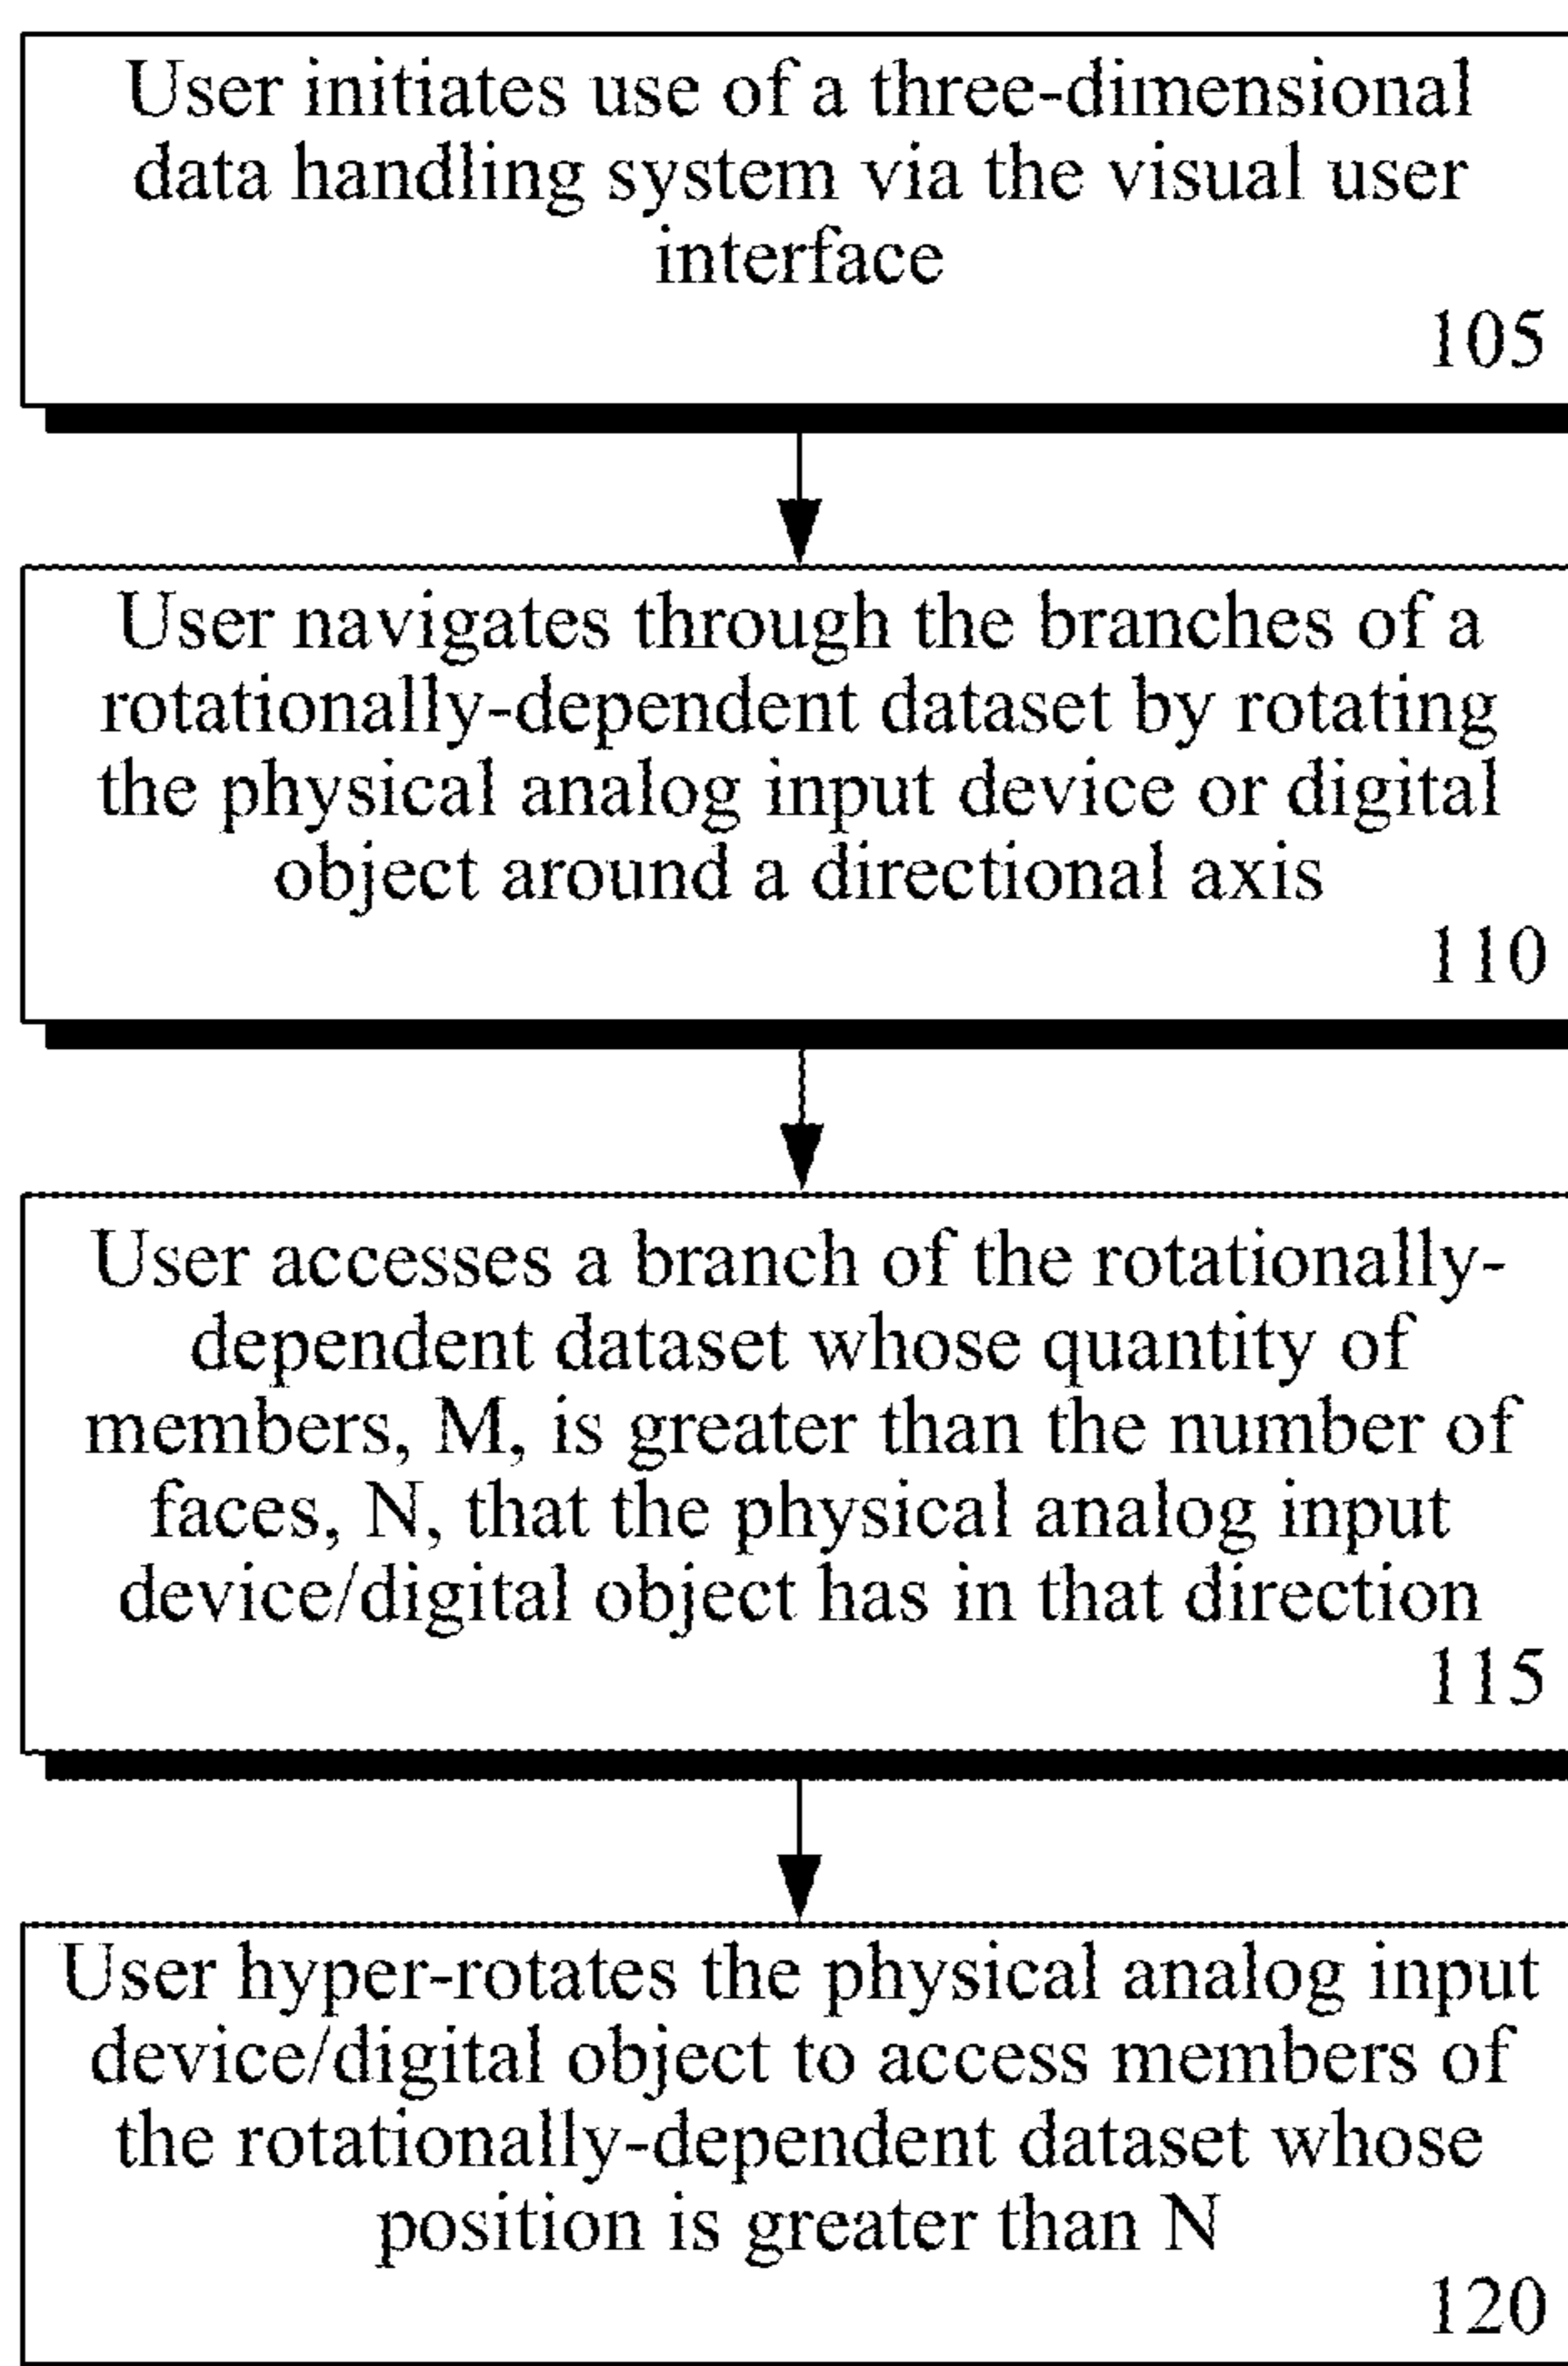 User initiates use of a three-dimensional
data handling system via the visual user
interface
105
User navigates through the branches of a
rotationally-dependent dataset by rotating
the physical analog input device or digital
object around a directional axis
110
User accesses a branch of the rotationally-
dependent dataset whose quantity of
members, M, is greater than the number of
faces, N, that the physical analog input
device/digital object has in that direction
115
User hyper-rotates the physical analog input
device/digital object to access members of
the rotationally-dependent dataset whose
position is greater than N
120